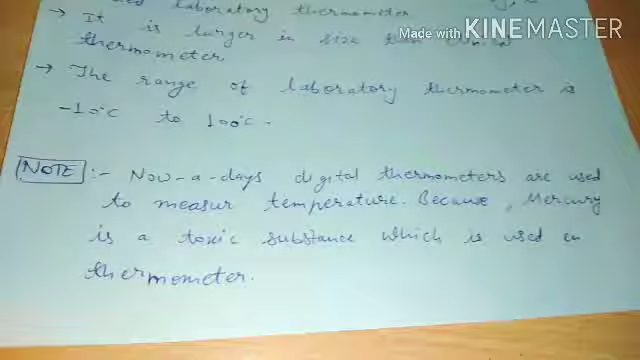 laboratory thermometer
→ It is larger in size than
thermometer
→ The range of laboratory thermometer is
-10°C to 100°C.
NOTE :- Now-a-days digital thermometers are used
to measur temperature. Because, Mercury
is a toxic substance which is used in
thermometer.
Made with KINEMASTER